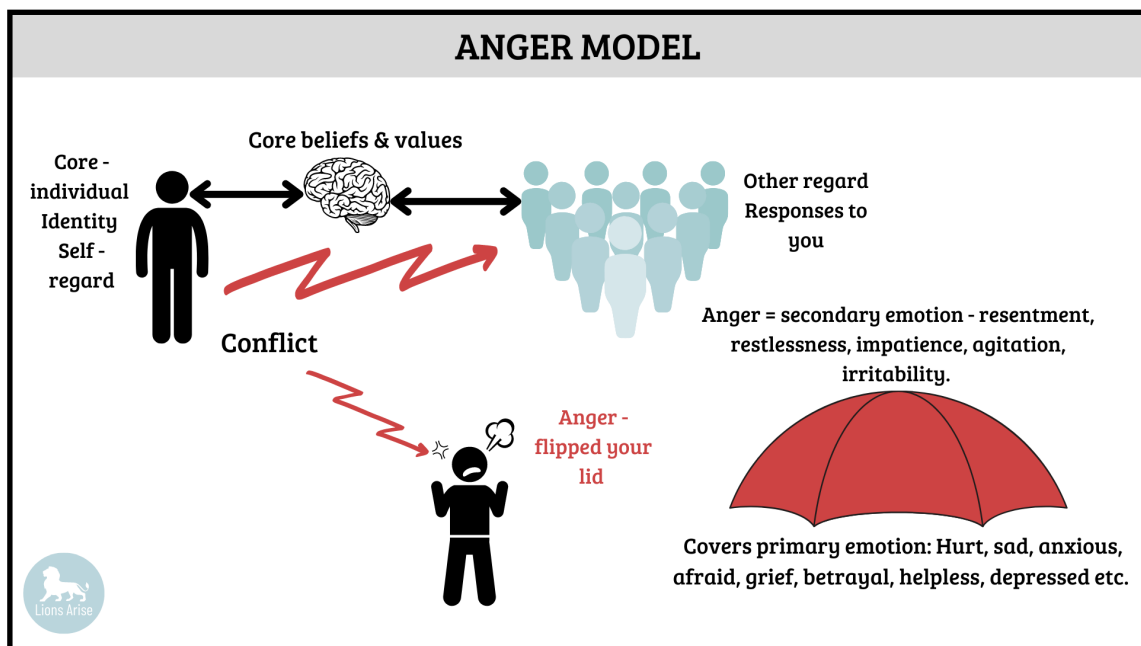 ANGER MODEL
Core beliefs & values
Core -
individual
Identity
Self -
regard
Other regard
Responses to
you
Conflict
Anger = secondary emotion - resentment,
restlessness, impatience, agitation,
irritability.
Anger -
flipped your
lid
Covers primary emotion: Hurt, sad, anxious,
afraid, grief, betrayal, helpless, depressed etc.
Lions Arise